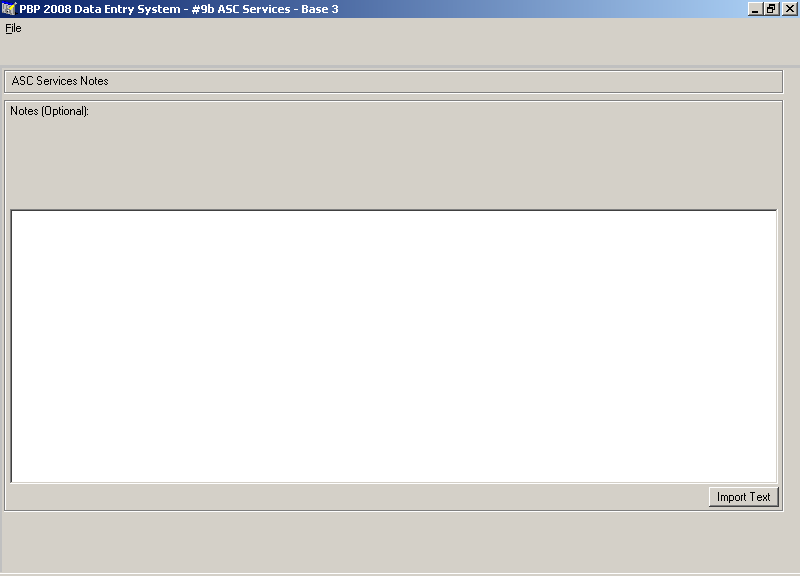 PBP 2008 Data Entry System - #9b ASC Services - Base 3
File
ASC Services Notes
Notes (Optional):
Import Text